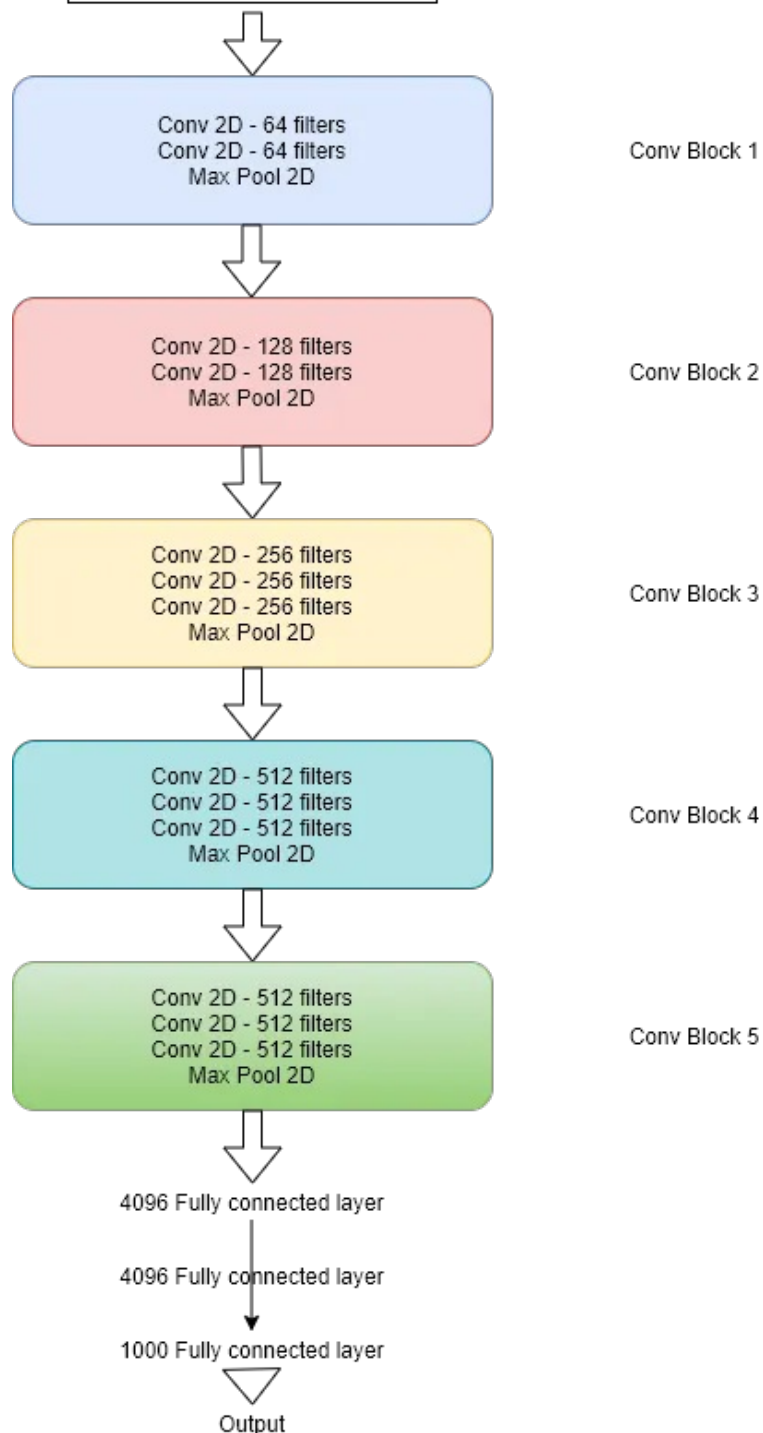 Conv 2D - 64 filters
Conv 2D - 64 filters
Max Pool 2D
Conv Block 1
Conv 2D - 128 filters
Conv 2D - 128 filters
Max Pool 2D
Conv Block 2
Conv 2D - 256 filters
Conv 2D - 256 filters
Conv 2D - 256 filters
Max Pool 2D
Conv Block 3
Conv 2D - 512 filters
Conv 2D - 512 filters
Conv 2D - 512 filters
Max Pool 2D
Conv Block 4
Conv 2D - 512 filters
Conv 2D - 512 filters
Conv 2D - 512 filters
Max Pool 2D
Conv Block 5
4096 Fully connected layer
4096 Fully connected layer
1000 Fully connected layer
Output